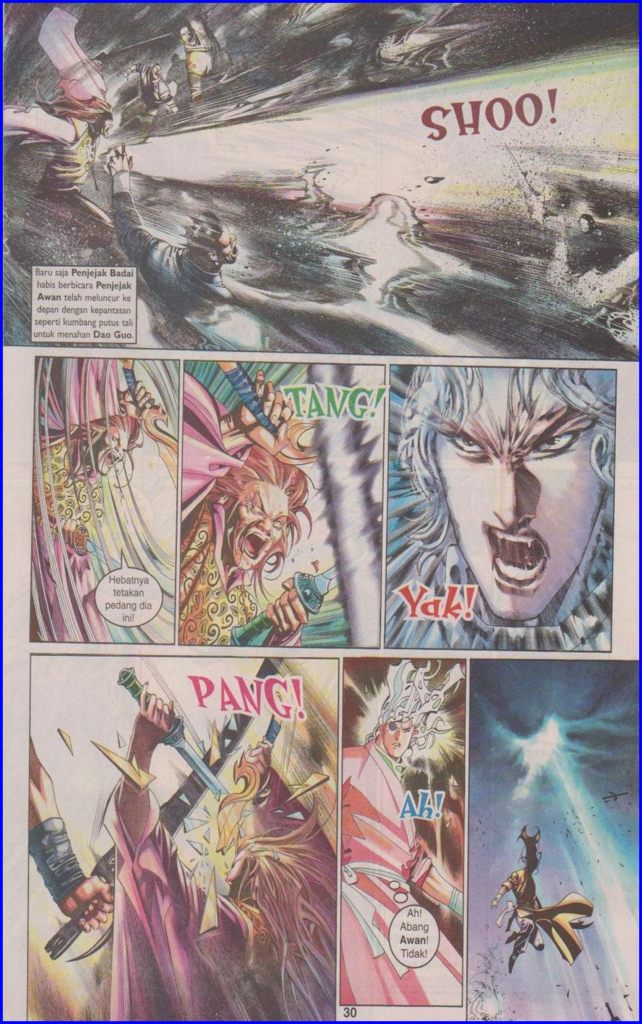 SHOO!
Baru saja Penjejak Badai
habis berbicara Penjejak
Awan telah meluncur ke
depan dengan kepantasan
seperti kumbang putus tali
untuk menahan Dao Guo.
TANG!
Hebatnya
tetakan
pedang dia
ini!
Yak!
PANG!
Ah!
Ah!
Abang
Awan!
Tidak!
30